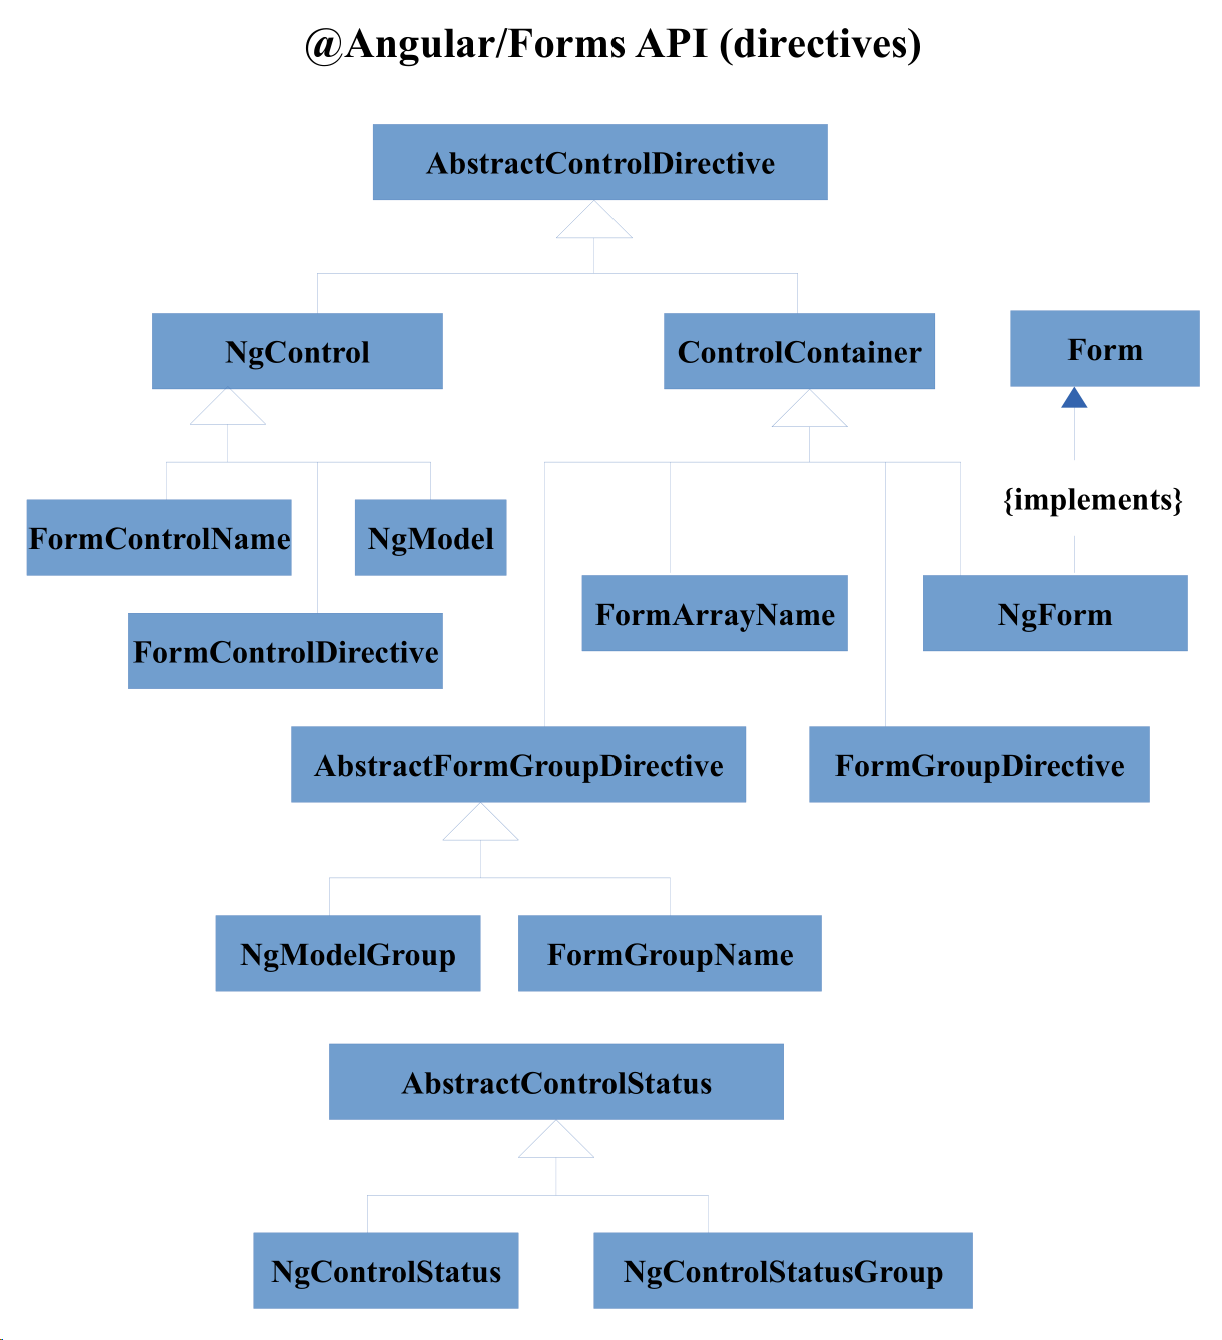 @Angular/Forms API (directives)
AbstractControlDirective
NgControl
ControlContainer
Form
{implements}
FormControlName
NgModel
FormArrayName
NgForm
FormControlDirective
AbstractFormGroupDirective
FormGroupDirective
NgModelGroup
FormGroupName
AbstractControlStatus
NgControlStatus
NgControlStatusGroup